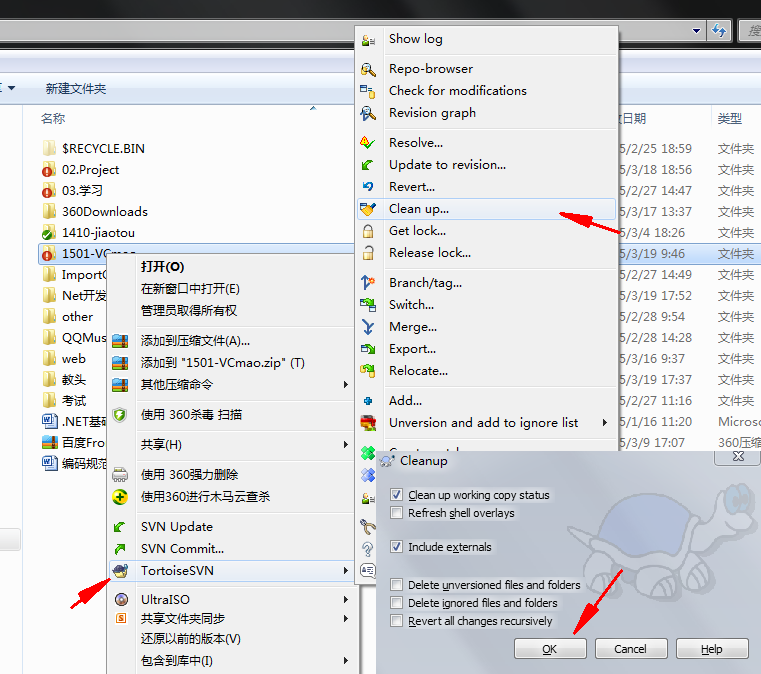 搜
新建文件夹
名称
日期
类型
$RECYCLE.BIN
5/2/25 18:59
文件夹
02.Project
5/3/18 18:56
文件夹
03.学习
5/2/27 14:47
文件夹
360Downloads
5/3/17 13:37
文件夹
1410-jiaotou
5/3/4 18:26
文件夹
1501-VCmao
5/3/19 9:46
文件夹
ImportC
5/2/27 14:49
文件夹
Net开发
5/3/19 17:52
文件夹
other
5/2/28 9:54
文件夹
QQMus
5/2/28 14:28
文件夹
web
5/3/16 9:37
文件夹
教头
5/3/19 17:37
文件夹
考试
5/2/27 11:16
文件夹
.NET基础
5/1/16 11:20
Microso
百度Fro
5/3/9 17:07
360压缩
编码规范
打开(O)
在新窗口中打开(E)
管理员取得所有权
添加到压缩文件(A)...
添加到 "1501-VCmao.zip" (T)
其他压缩命令
使用 360杀毒 扫描
共享(H)
使用 360强力删除
使用360进行木马云查杀
SVN Update
SVN Commit...
TortoiseSVN
UltraISO
共享文件夹同步
还原以前的版本(V)
包含到库中(I)
Show log
Repo-browser
Check for modifications
Revision graph
Resolve...
Update to revision...
Revert...
Clean up...
Get lock...
Release lock...
Branch/tag...
Switch...
Merge...
Export...
Relocate...
Add...
Unversion and add to ignore list
Cleanup
Clean up working copy status
Refresh shell overlays
Include externals
Delete unversioned files and folders
Delete ignored files and folders
Revert all changes recursively
OK
Cancel
Help